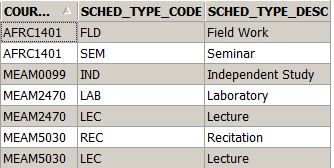 COUR... SCHED_TYPE_CODE SCHED_TYPE_DESC
AFRC1401 FLD Field Work
AFRC1401 SEM Seminar
MEAM0099 IND Independent Study
MEAM2470 LAB Laboratory
MEAM2470 LEC Lecture
MEAM5030 REC Recitation
MEAM5030 LEC Lecture